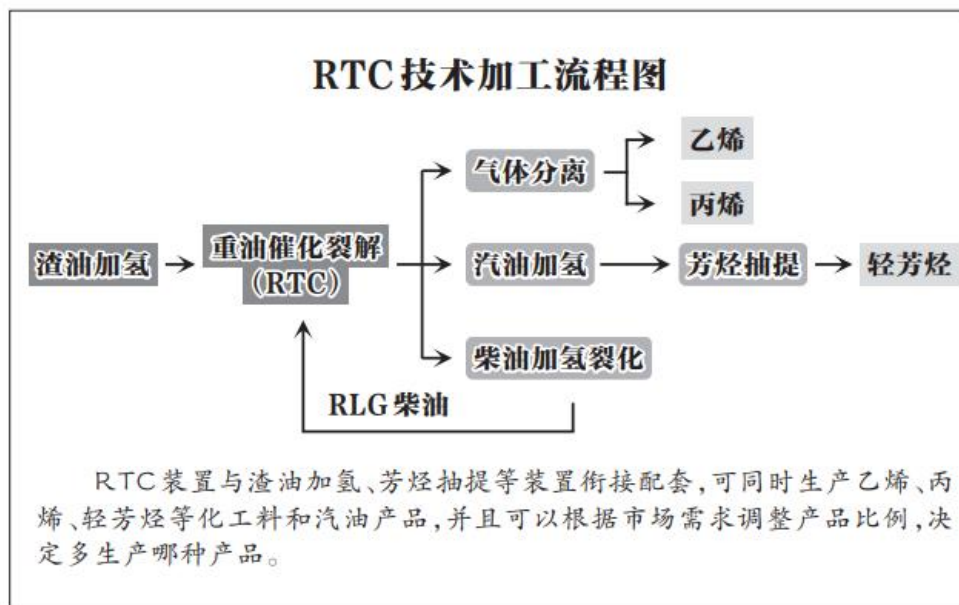 RTC技术加工流程图
乙烯
气体分离
丙烯
渣油加氢
重油催化裂解
（RTC）
汽油加氢
芳烃抽提
轻芳烃
柴油加氢裂化
RLG柴油
RTC装置与渣油加氢、芳烃抽提等装置衔接配套,可同时生产乙烯、丙
烯、轻芳烃等化工料和汽油产品,并且可以根据市场需求调整产品比例,决
定多生产哪种产品。